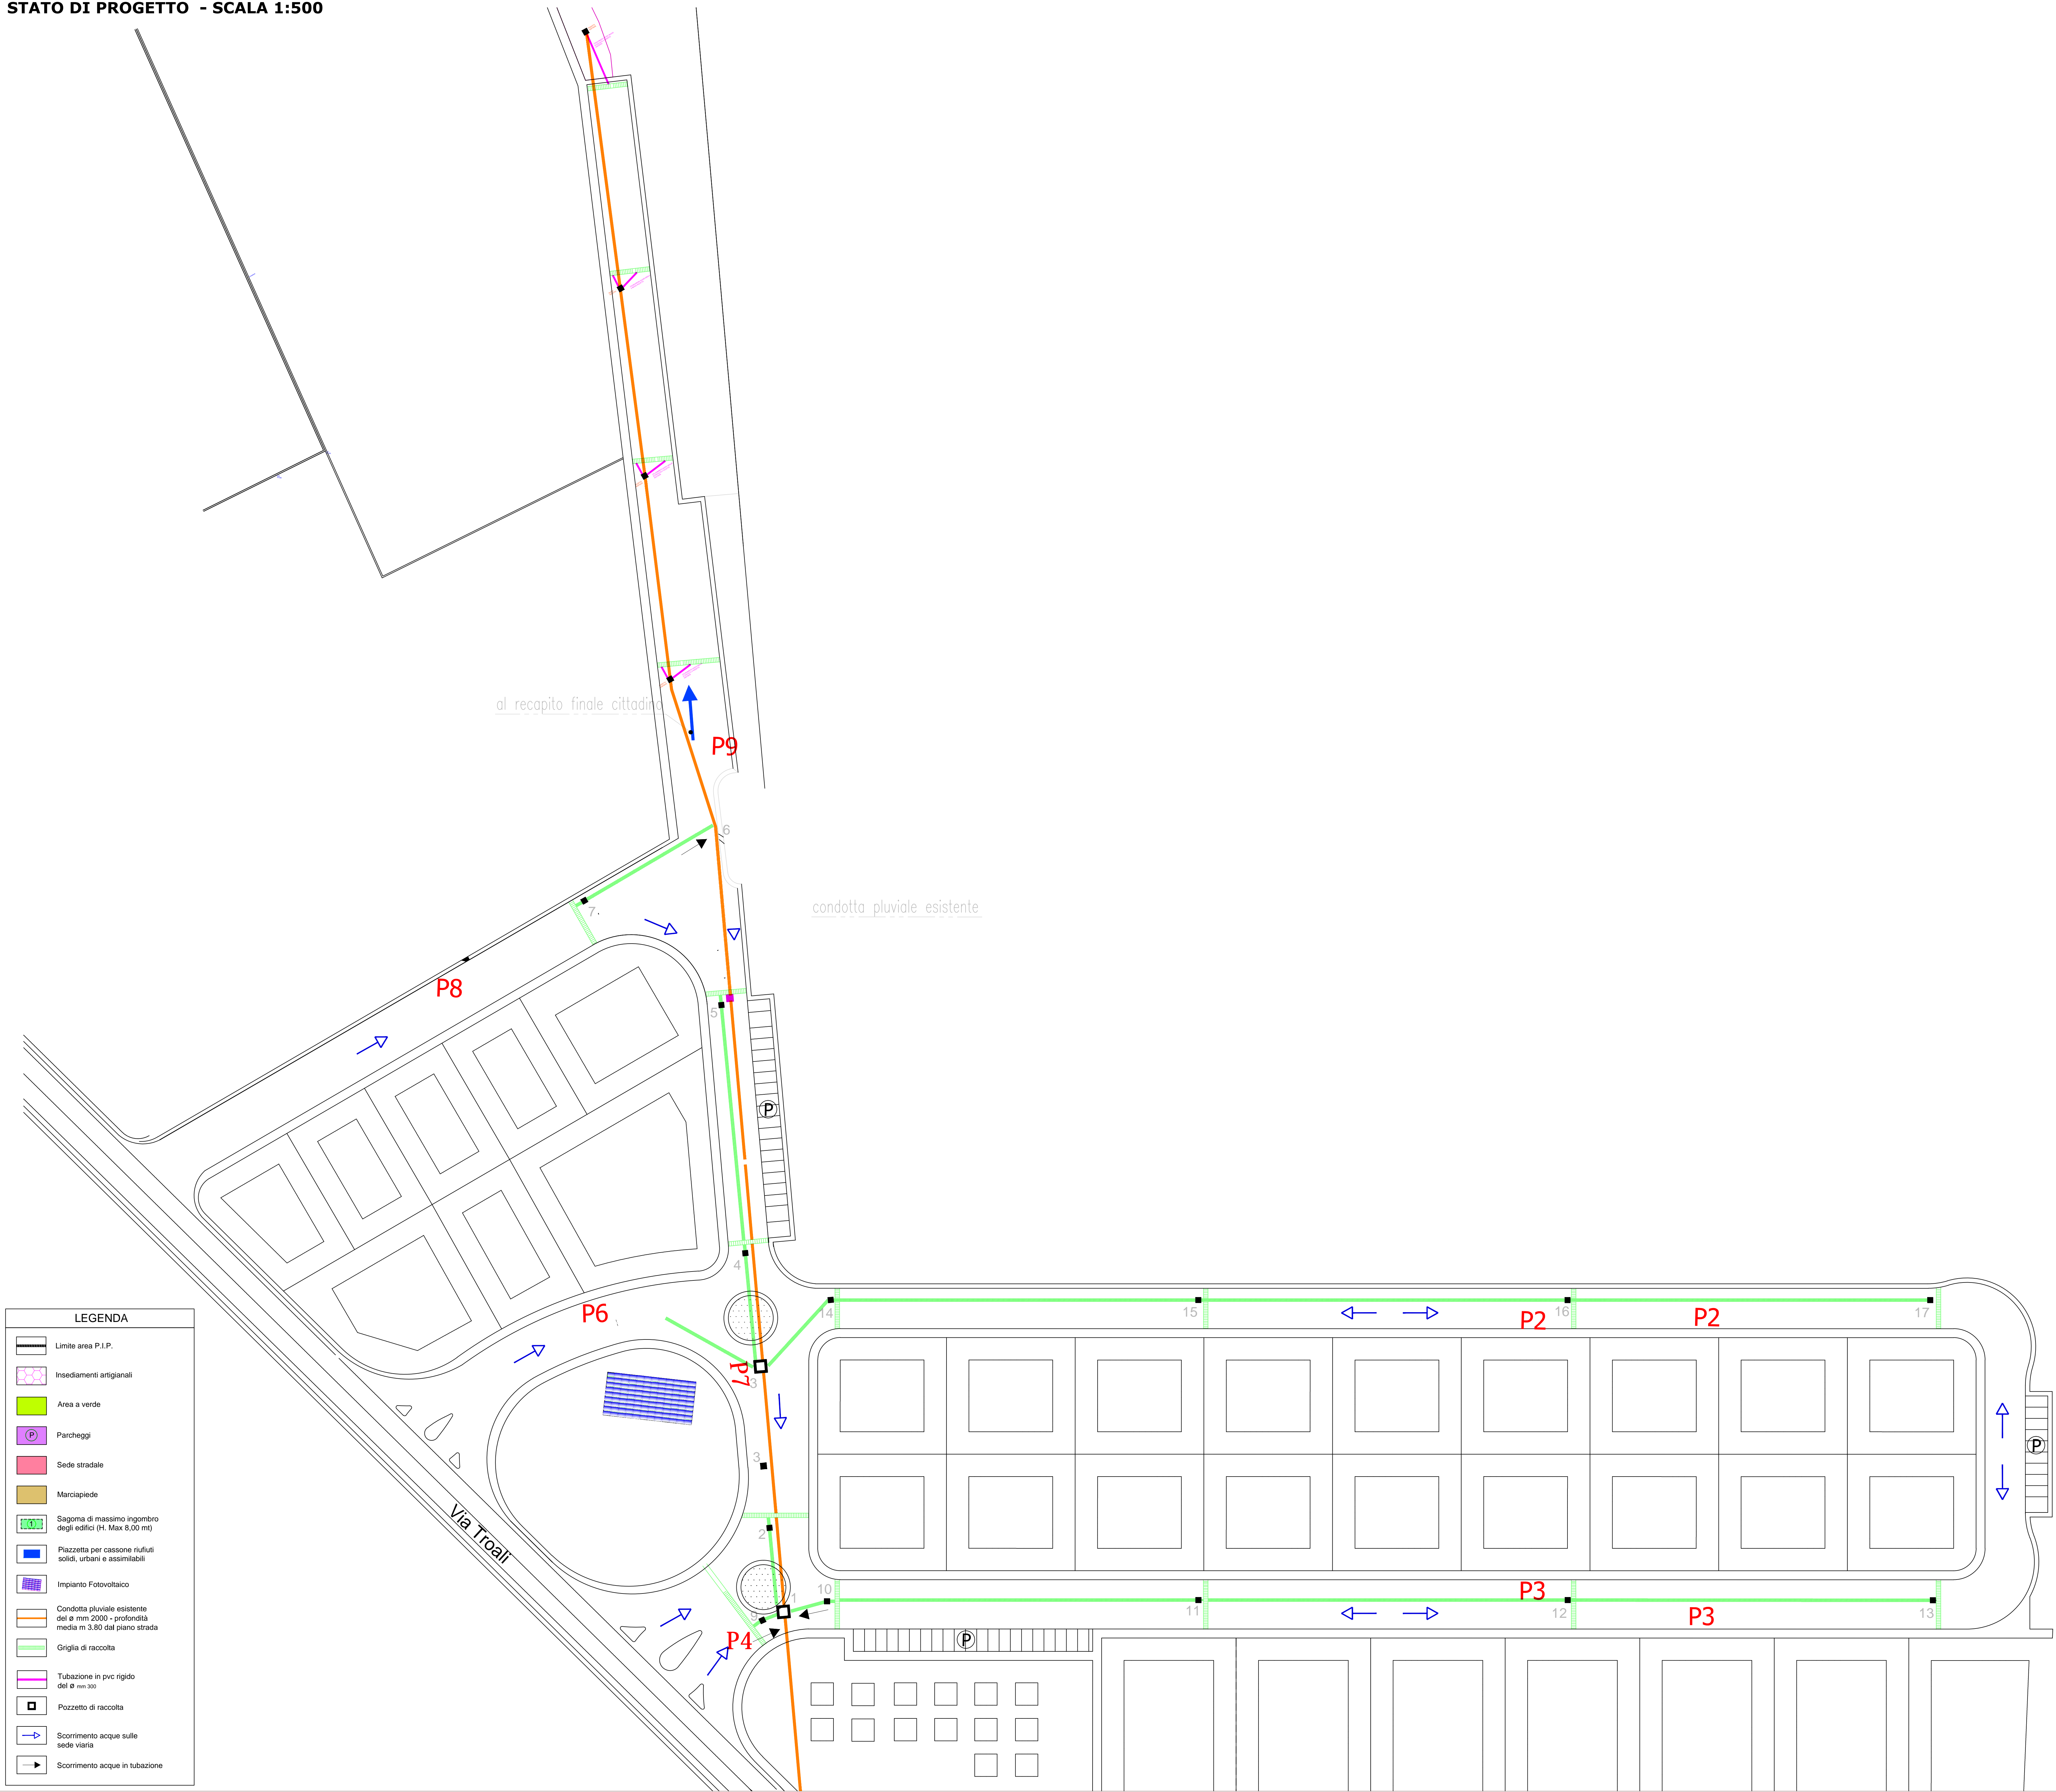 STATO DI PROGETTO - SCALA 1:500
al recapito finale cittadino
P9
6
condotta pluviale esistente
7
P8
5
P
4
P6
14
15
16
17
P2
P2
P7
3
3
P
Via Troali
2
1
10
9
11
12
13
P3
P3
P4
P
LEGENDA
Limite area P.I.P.
Insediamenti artigianali
Area a verde
P
Parcheggi
Sede stradale
Marciapiede
1
Sagoma di massimo ingombro
degli edifici (H. Max 8,00 mt)
Piazzetta per cassone riufiuti
solidi, urbani e assimilabili
Impianto Fotovoltaico
Condotta pluviale esistente
del ø mm 2000 - profondità
media m 3.80 dal piano strada
Griglia di raccolta
Tubazione in pvc rigido
del ø mm 300
Pozzetto di raccolta
Scorrimento acque sulle
sede viaria
Scorrimento acque in tubazione